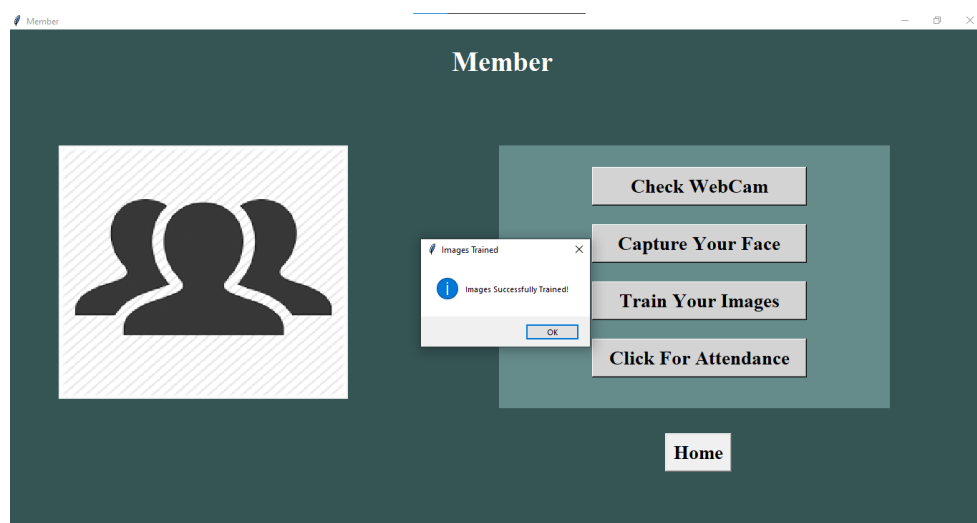 Member
Member
Check WebCam
Capture Your Face
Images Trained
Images Successfully Trained!
OK
Train Your Images
Click For Attendance
Home